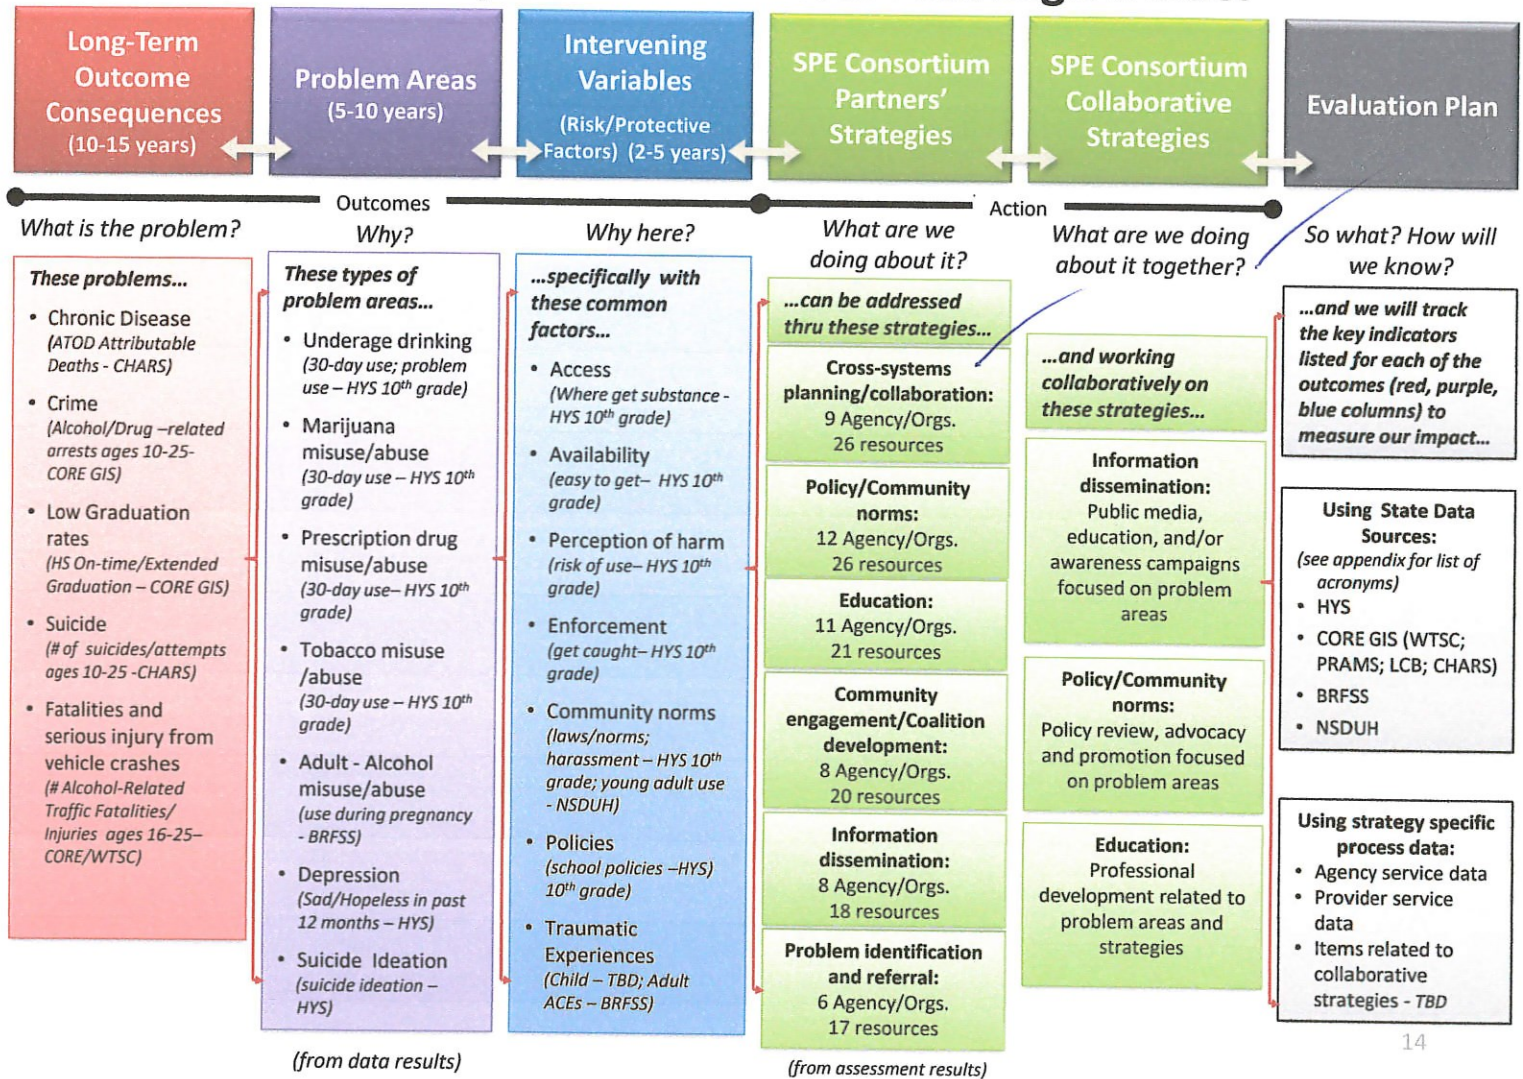 Long-Term
Outcome
Consequences
(10-15 years)
Problem Areas
(5-10 years)
Intervening
Variables
(Risk/Protective
Factors) (2-5 years)
SPE Consortium
Partners'
Strategies
SPE Consortium
Collaborative
Strategies
Evaluation Plan
Outcomes
Action
What is the problem?
Why?
Why here?
What are we
doing about it?
What are we doing
about it together?
So what? How will
we know?
These problems...
• Chronic Disease
(ATOD Attributable
Deaths - CHARS)
• Crime
(Alcohol/Drug –related
arrests ages 10-25-
CORE GIS)
• Low Graduation
rates
(HS On-time/Extended
Graduation – CORE GIS)
• Suicide
(# of suicides/attempts
ages 10-25 -CHARS)
• Fatalities and
serious injury from
vehicle crashes
(# Alcohol-Related
Traffic Fatalities/
Injuries ages 16-25–
CORE/WTSC)
These types of
problem areas...
• Underage drinking
(30-day use; problem
use – HYS 10th grade)
• Marijuana
misuse/abuse
(30-day use – HYS 10th
grade)
• Prescription drug
misuse/abuse
(30-day use– HYS 10th
grade)
• Tobacco misuse
/abuse
(30-day use – HYS 10th
grade)
• Adult - Alcohol
misuse/abuse
(use during pregnancy
- BRFSS)
• Depression
(Sad/Hopeless in past
12 months – HYS)
• Suicide Ideation
(suicide ideation –
HYS)
(from data results)
...specifically with
these common
factors...
• Access
(Where get substance -
HYS 10th grade)
• Availability
(easy to get– HYS 10th
grade)
• Perception of harm
(risk of use– HYS 10th
grade)
• Enforcement
(get caught– HYS 10th
grade)
• Community norms
(laws/norms;
harassment – HYS 10th
grade; young adult use
- NSDUH)
• Policies
(school policies –HYS)
10th grade)
• Traumatic
Experiences
(Child – TBD; Adult
ACEs – BRFSS)
...can be addressed
thru these strategies...
Cross-systems
planning/collaboration:
9 Agency/Orgs.
26 resources
Policy/Community
norms:
12 Agency/Orgs.
26 resources
Education:
11 Agency/Orgs.
21 resources
Community
engagement/Coalition
development:
8 Agency/Orgs.
20 resources
Information
dissemination:
8 Agency/Orgs.
18 resources
Problem identification
and referral:
6 Agency/Orgs.
17 resources
(from assessment results)
...and working
collaboratively on
these strategies...
Information
dissemination:
Public media,
education, and/or
awareness campaigns
focused on problem
areas
Policy/Community
norms:
Policy review, advocacy
and promotion focused
on problem areas
Education:
Professional
development related to
problem areas and
strategies
...and we will track
the key indicators
listed for each of the
outcomes (red, purple,
blue columns) to
measure our impact...
Using State Data
Sources:
(see appendix for list of
acronyms)
• HYS
• CORE GIS (WTSC;
PRAMS; LCB; CHARS)
• BRFSS
• NSDUH
Using strategy specific
process data:
• Agency service data
• Provider service
data
• Items related to
collaborative
strategies - TBD
14